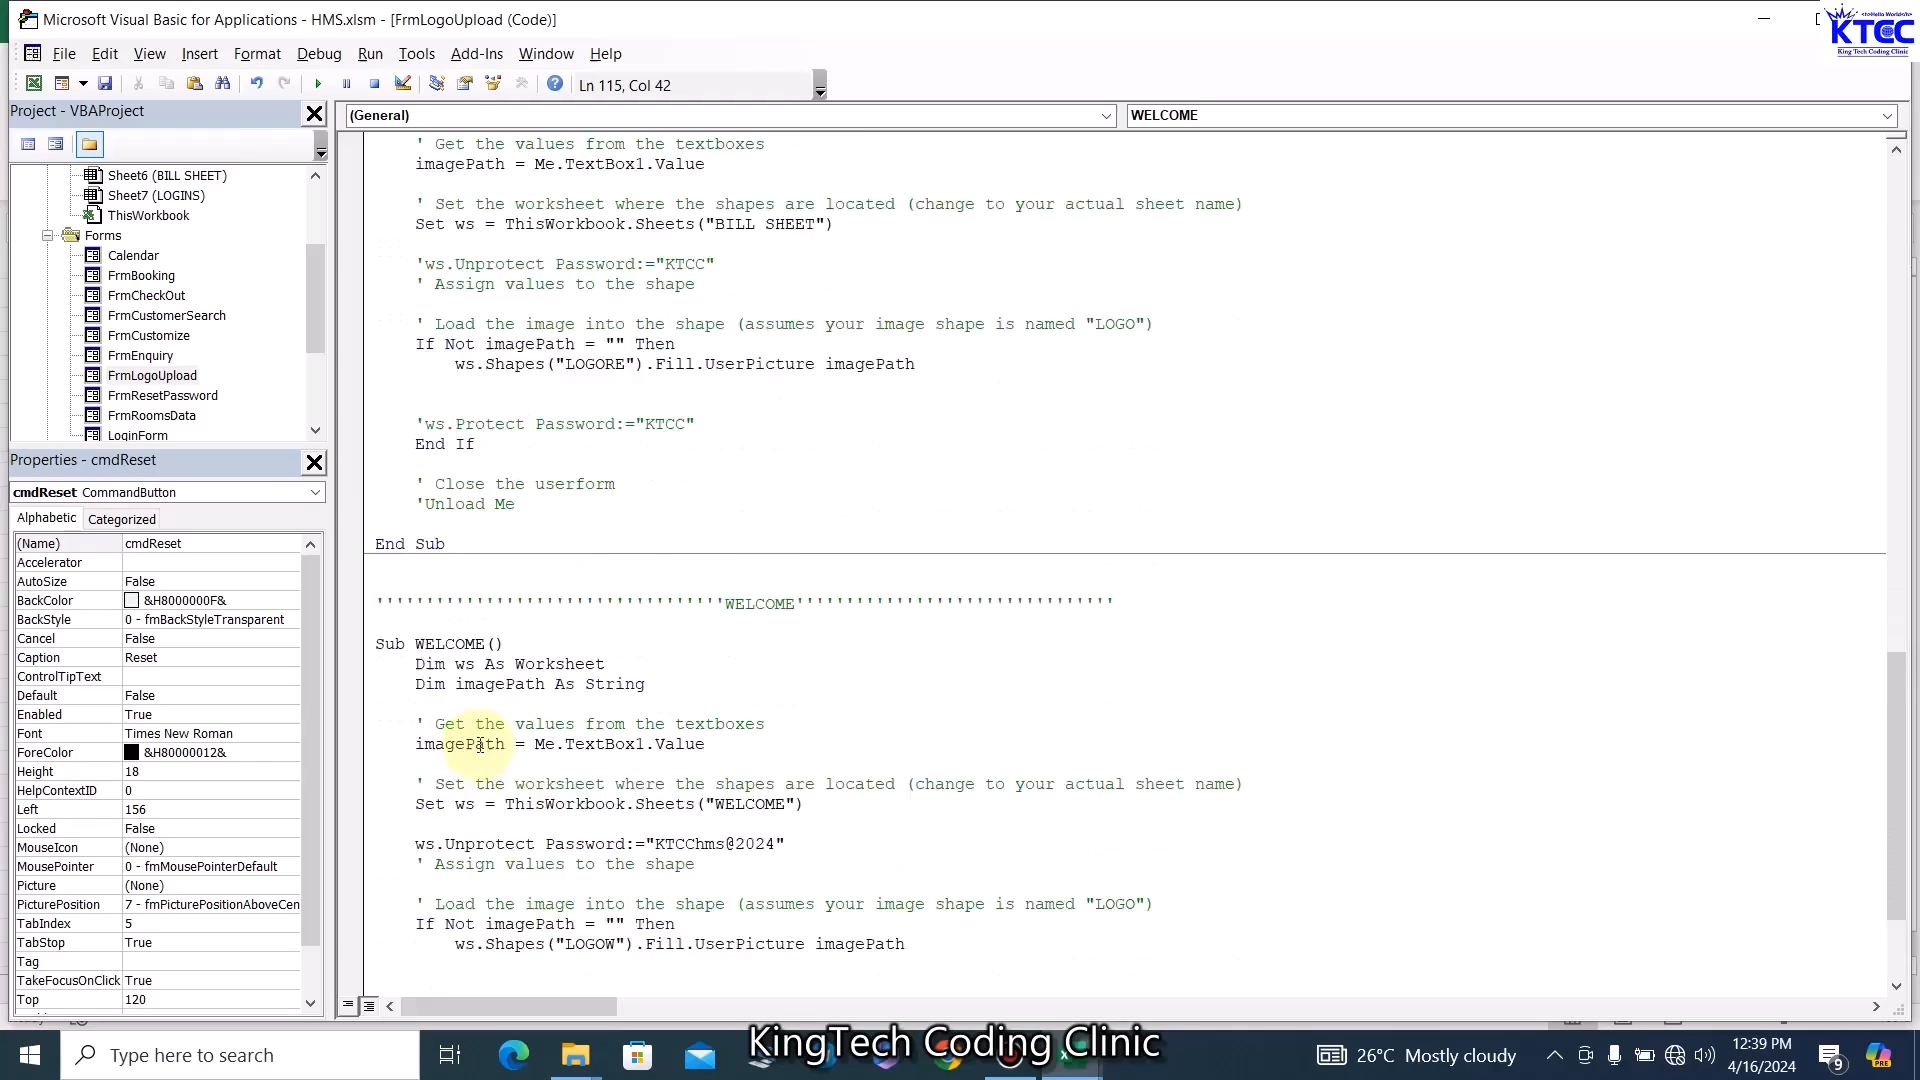 Microsoft Visual Basic for Applications - HMS.xlsm - [FrmLogoUpload (Code)]
<<Hello World!>>
KTCC
King Tech Coding Clinic
File Edit View Insert Format Debug Run Tools Add-Ins Window Help
Ln 115, Col 42
Project - VBAProject
Sheet6 (BILL SHEET)
Sheet7 (LOGINS)
ThisWorkbook
Forms
Calendar
FrmBooking
FrmCheckOut
FrmCustomerSearch
FrmCustomize
FrmEnquiry
FrmLogoUpload
FrmResetPassword
FrmRoomsData
LoginForm
Properties - cmdReset
cmdReset CommandButton
Alphabetic Categorized
(Name) cmdReset
Accelerator
AutoSize False
BackColor &H8000000F&
BackStyle 0 - fmBackStyleTransparent
Cancel False
Caption Reset
ControlTipText
Default False
Enabled True
Font Times New Roman
ForeColor &H80000012&
Height 18
HelpContextID 0
Left 156
Locked False
MouseIcon (None)
MousePointer 0 - fmMousePointerDefault
Picture (None)
PicturePosition 7 - fmPicturePositionAboveCen
TabIndex 5
TabStop True
Tag
TakeFocusOnClick True
Top 120
(General) WELCOME
' Get the values from the textboxes
imagePath = Me.TextBox1.Value
' Set the worksheet where the shapes are located (change to your actual sheet name)
Set ws = ThisWorkbook.Sheets("BILL SHEET")
'ws.Unprotect Password:="KTCC"
' Assign values to the shape
' Load the image into the shape (assumes your image shape is named "LOGO")
If Not imagePath = "" Then
ws.Shapes("LOGORE").Fill.UserPicture imagePath
'ws.Protect Password:="KTCC"
End If
' Close the userform
'Unload Me
End Sub
'''''''''''''''''''''''''''''''''''WELCOME''''''''''''''''''''''''''''''''
Sub WELCOME()
Dim ws As Worksheet
Dim imagePath As String
' Get the values from the textboxes
imagePath = Me.TextBox1.Value
' Set the worksheet where the shapes are located (change to your actual sheet name)
Set ws = ThisWorkbook.Sheets("WELCOME")
ws.Unprotect Password:="KTCChms@2024"
' Assign values to the shape
' Load the image into the shape (assumes your image shape is named "LOGO")
If Not imagePath = "" Then
ws.Shapes("LOGOW").Fill.UserPicture imagePath
KingTech Coding Clinic
Type here to search
26°C Mostly cloudy
12:39 PM
4/16/2024
9
PRE